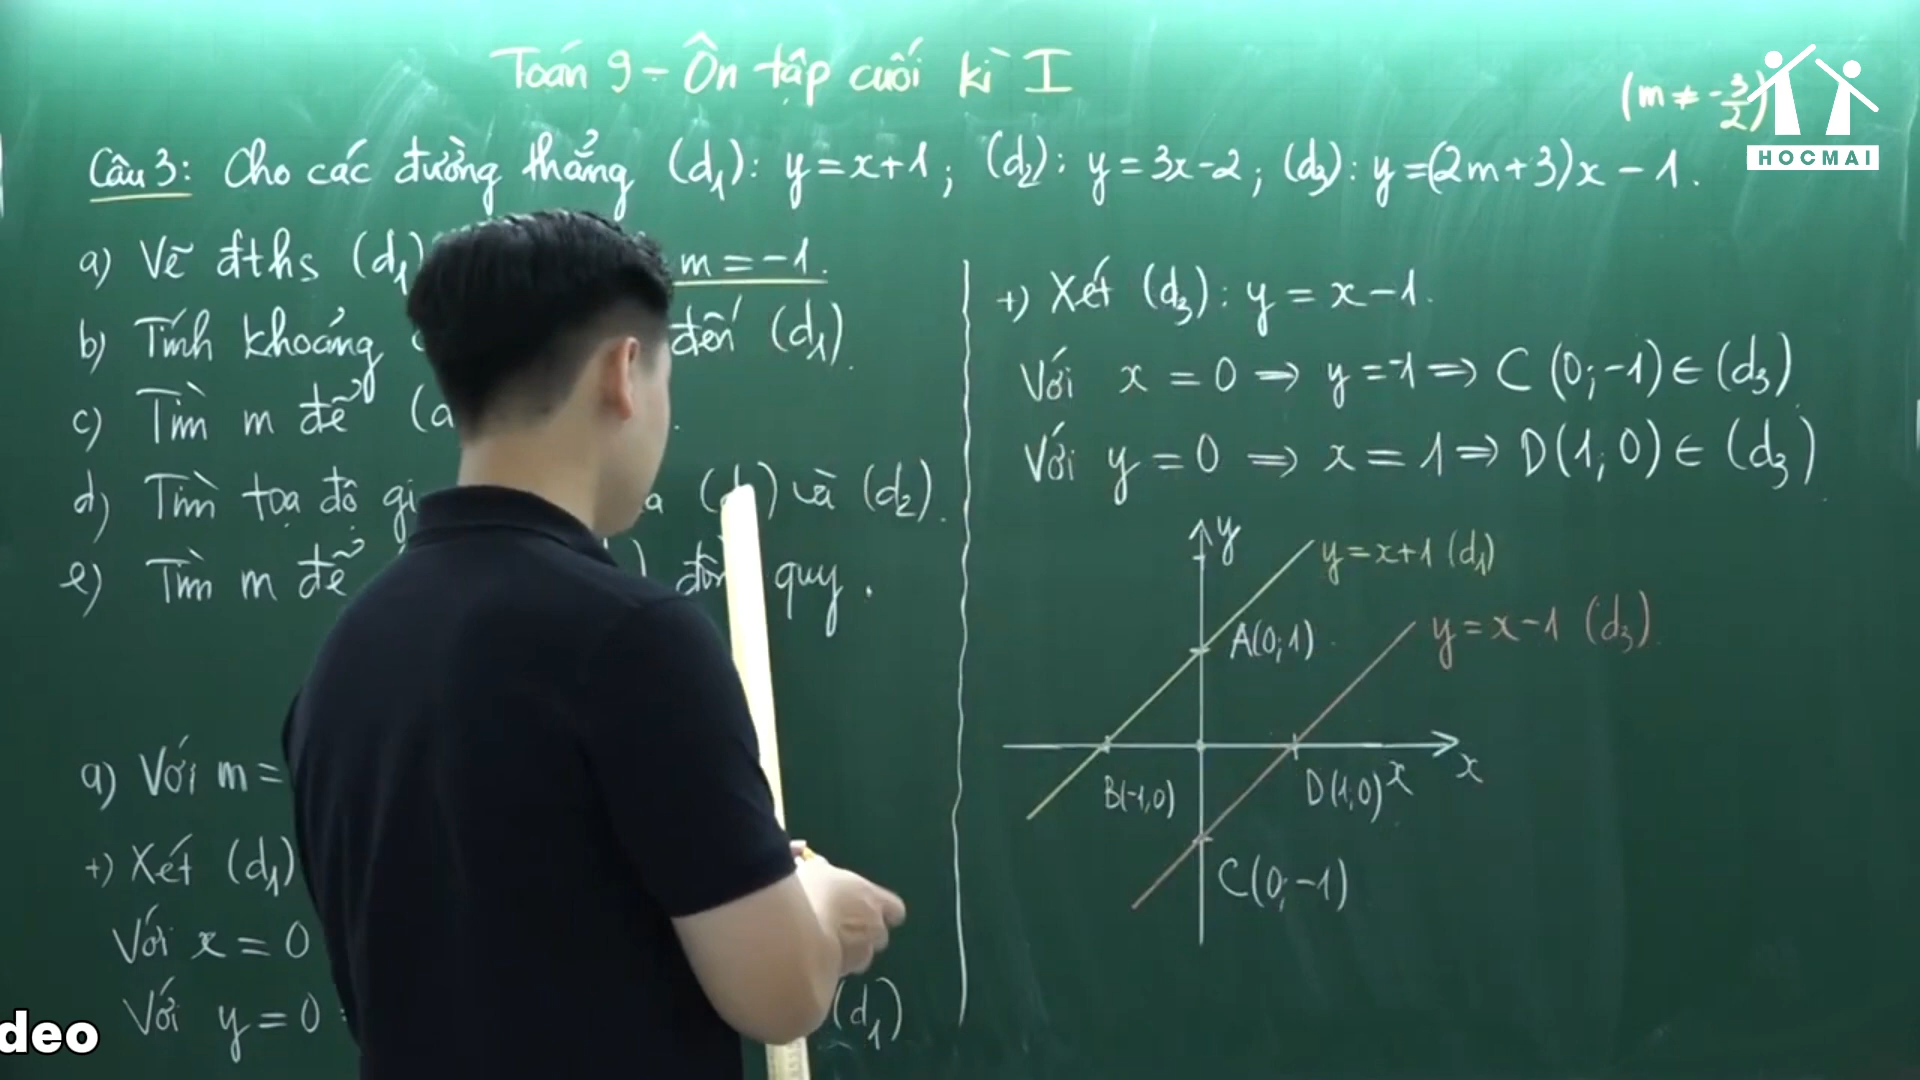 Toán 9 - Ôn tập cuối kì I
(m ≠ -3/2)
HOCMAI
Câu 3: Cho các đường thẳng (d₁): y = x+1; (d₂): y = 3x-2; (d₃): y = (2m+3)x - 1.
a) Vẽ đths (d₁) m = -1.
b) Tính khoảng đến (d₁).
c) Tìm m để
d) Tìm toạ độ và (d₂).
e) Tìm m để quy.
a) Với m =
+) Xét (d₁)
Với x = 0
Với y = 0 (d₁)
+) Xét (d₃): y = x-1.
Với x = 0 ⇒ y = -1 ⇒ C(0;-1) ∈ (d₃).
Với y = 0 ⇒ x = 1 ⇒ D(1;0) ∈ (d₃).
y
y = x+1 (d₁)
y = x-1 (d₃).
A(0;1)
B(-1;0)
D(1;0)
x
x
C(0;-1)
deo